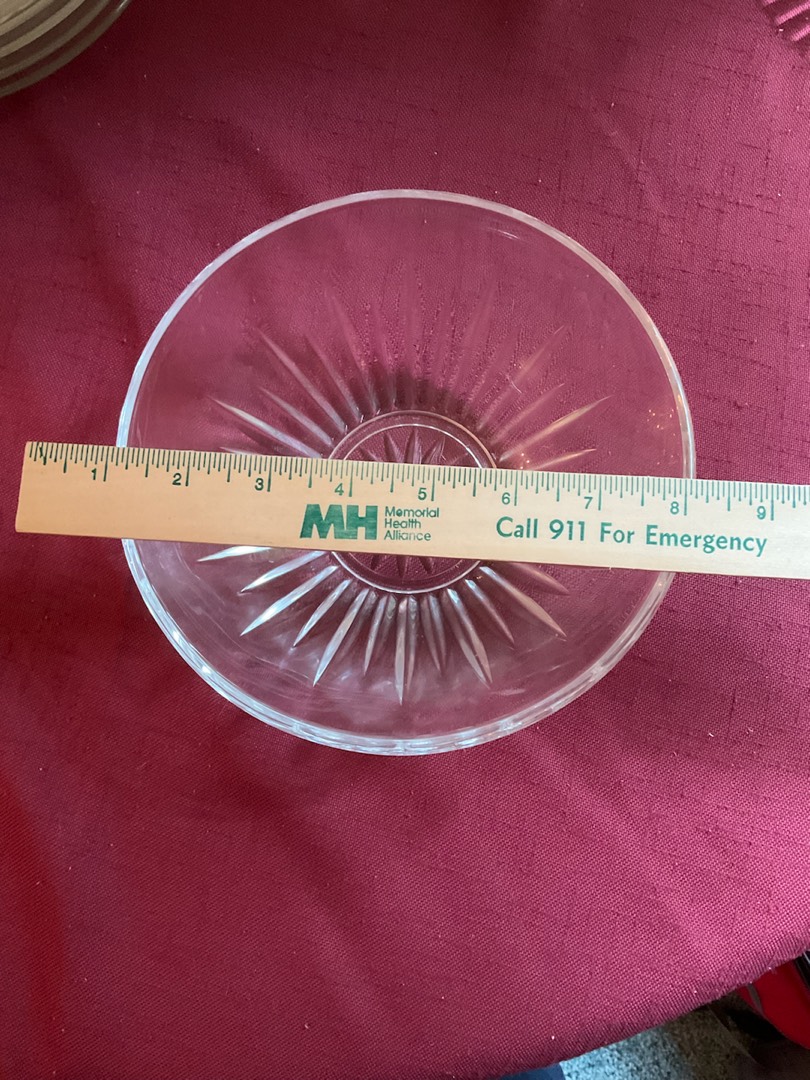 1 2 3 4 5 6 7 8 9
MH Memorial
Health
Alliance
Call 911 For Emergency